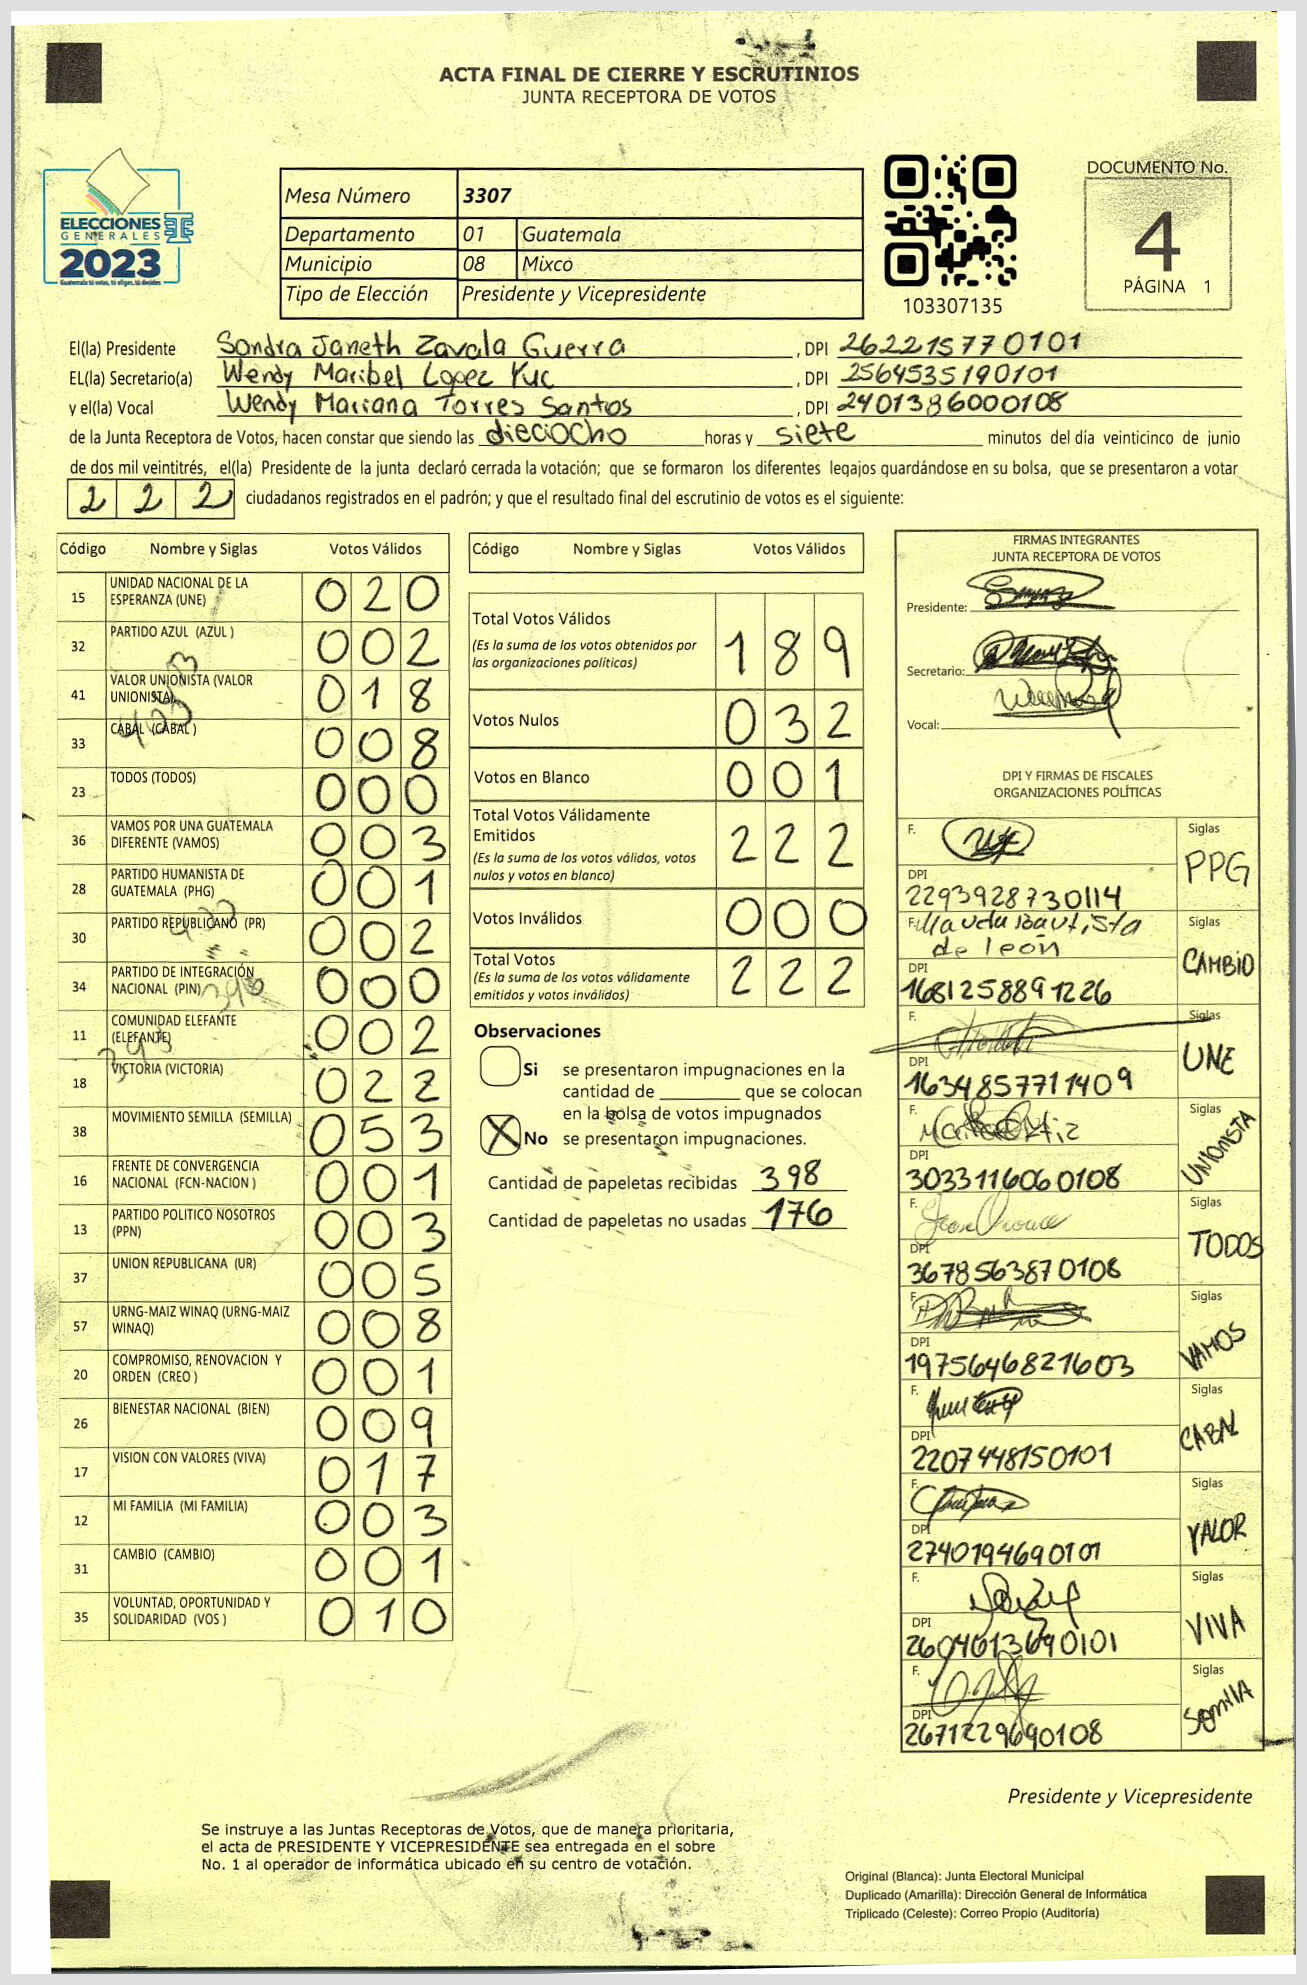 ACTA FINAL DE CIERRE Y ESCRUTINIOS
JUNTA RECEPTORA DE VOTOS
ELECCIONES
GENERALES
2023
Mesa Número 3307
Departamento 01 Guatemala
Municipio 08 Mixco
Tipo de Elección Presidente y Vicepresidente
103307135
DOCUMENTO No.
4
PÁGINA 1
El(la) Presidente Sandra Janeth Zavala Guerra , DPI 262215770101
EL(la) Secretario(a) Wendy Maribel Lopez Yuc , DPI 2564535190101
y el(la) Vocal Wendy Mariana Torres Santos , DPI 2401386000108
de la Junta Receptora de Votos, hacen constar que siendo las dieciocho horas y siete minutos del día veinticinco de junio
de dos mil veintitrés, el(la) Presidente de la junta declaró cerrada la votación; que se formaron los diferentes legajos guardándose en su bolsa, que se presentaron a votar
222 ciudadanos registrados en el padrón; y que el resultado final del escrutinio de votos es el siguiente:
Código Nombre y Siglas Votos Válidos
15 UNIDAD NACIONAL DE LA ESPERANZA (UNE) 020
32 PARTIDO AZUL (AZUL ) 002
41 VALOR UNIONISTA (VALOR UNIONISTA) 018
33 CABAL (CABAL ) 008
23 TODOS (TODOS) 000
36 VAMOS POR UNA GUATEMALA DIFERENTE (VAMOS) 003
28 PARTIDO HUMANISTA DE GUATEMALA (PHG) 001
30 PARTIDO REPUBLICANO (PR) 002
34 PARTIDO DE INTEGRACIÓN NACIONAL (PIN) 000
11 COMUNIDAD ELEFANTE (ELEFANTE) 002
18 VICTORIA (VICTORIA) 022
38 MOVIMIENTO SEMILLA (SEMILLA) 053
16 FRENTE DE CONVERGENCIA NACIONAL (FCN-NACION ) 001
13 PARTIDO POLITICO NOSOTROS (PPN) 003
37 UNION REPUBLICANA (UR) 005
57 URNG-MAIZ WINAQ (URNG-MAIZ WINAQ) 008
20 COMPROMISO, RENOVACION Y ORDEN (CREO ) 001
26 BIENESTAR NACIONAL (BIEN) 009
17 VISION CON VALORES (VIVA) 017
12 MI FAMILIA (MI FAMILIA) 003
31 CAMBIO (CAMBIO) 001
35 VOLUNTAD, OPORTUNIDAD Y SOLIDARIDAD (VOS ) 010
Código Nombre y Siglas Votos Válidos
Total Votos Válidos 189
(Es la suma de los votos obtenidos por
las organizaciones politicas)
Votos Nulos 032
Votos en Blanco 001
Total Votos Válidamente
Emitidos 222
(Es la suma de los votos válidos, votos
nulos y votos en blanco)
Votos Inválidos 000
Total Votos 222
(Es la suma de los votos válidamente
emitidos y votos inválidos)
Observaciones
Si se presentaron impugnaciones en la
cantidad de ________ que se colocan
en la bolsa de votos impugnados
X No se presentaron impugnaciones.
Cantidad de papeletas recibidas 398
Cantidad de papeletas no usadas 176
FIRMAS INTEGRANTES
JUNTA RECEPTORA DE VOTOS
Presidente:
Secretario:
Vocal:
DPI Y FIRMAS DE FISCALES
ORGANIZACIONES POLÍTICAS
F. Siglas PPG
DPI 2293928730114
F. Bautista de león Siglas CAMBIO
DPI 1681258891226
F. Siglas UNE
DPI 1634857711409
F. Siglas UNIONISTA
DPI 3033116060108
F. Siglas TODOS
DPI 3678563870108
F. Siglas VAMOS
DPI 1975646821603
F. Siglas CABAL
DPI 2207448150101
F. Siglas VALOR
DPI 2740194690101
F. Siglas VIVA
DPI 2604613690101
F. Siglas SEMILLA
DPI 2671229690108
Presidente y Vicepresidente
Se instruye a las Juntas Receptoras de Votos, que de manera prioritaria,
el acta de PRESIDENTE Y VICEPRESIDENTE sea entregada en el sobre
No. 1 al operador de informática ubicado en su centro de votación.
Original (Blanca): Junta Electoral Municipal
Duplicado (Amarilla): Dirección General de Informática
Triplicado (Celeste): Correo Propio (Auditoría)